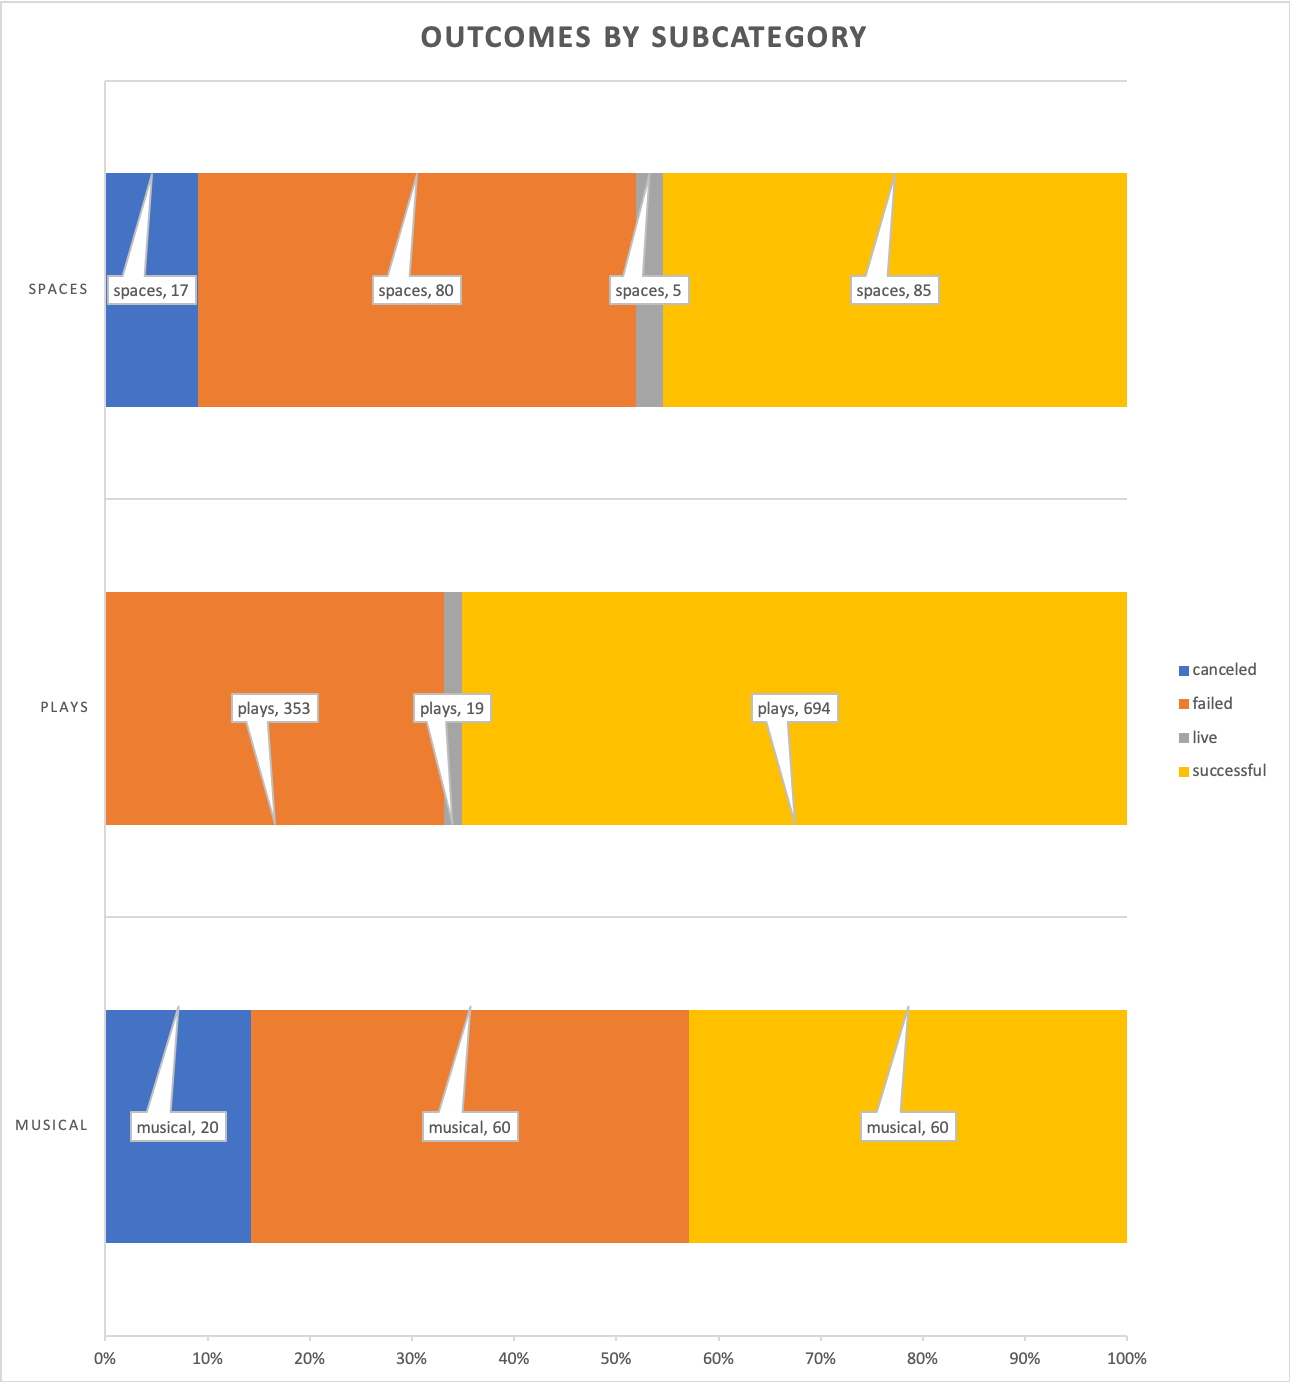 OUTCOMES BY SUBCATEGORY
SPACES
spaces, 17
spaces, 80
spaces, 5
spaces, 85
PLAYS
plays, 353
plays, 19
plays, 694
MUSICAL
musical, 20
musical, 60
musical, 60
canceled
failed
live
successful
0% 10% 20% 30% 40% 50% 60% 70% 80% 90% 100%